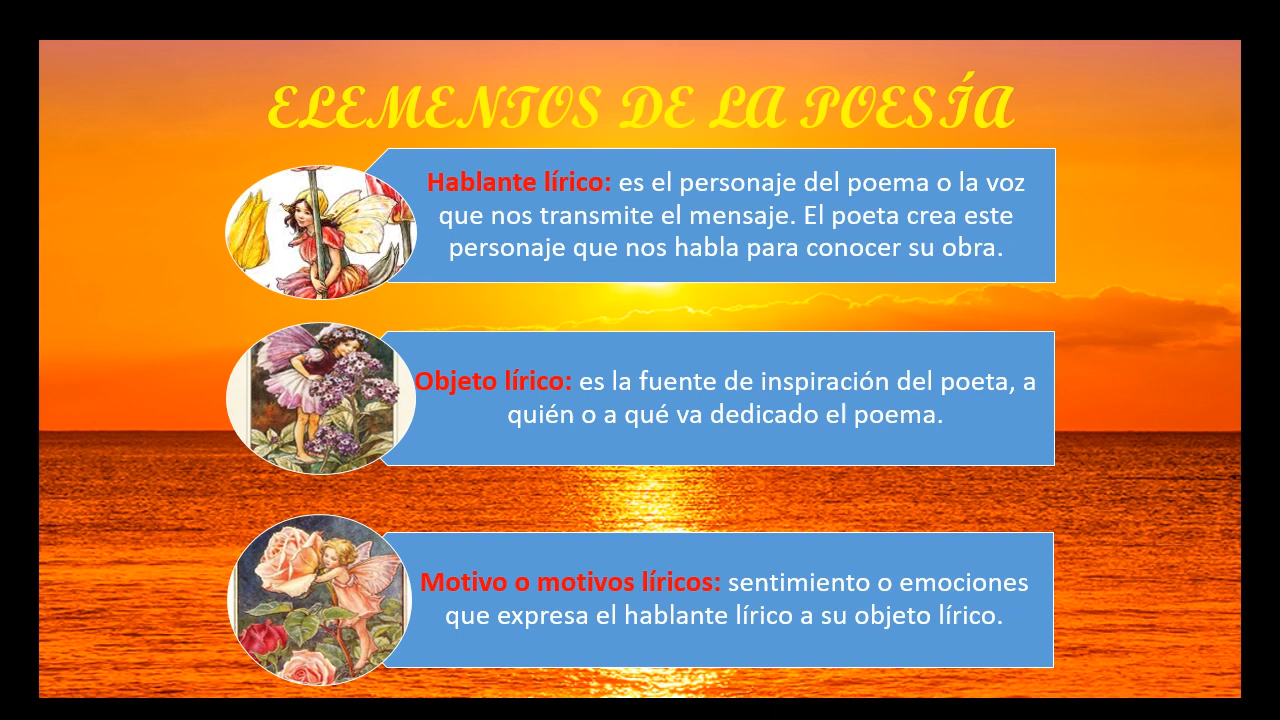 ELEMENTOS DE LA POESÍA
Hablante lírico: es el personaje del poema o la voz
que nos transmite el mensaje. El poeta crea este
personaje que nos habla para conocer su obra.
Objeto lírico: es la fuente de inspiración del poeta, a
quién o a qué va dedicado el poema.
Motivo o motivos líricos: sentimiento o emociones
que expresa el hablante lírico a su objeto lírico.